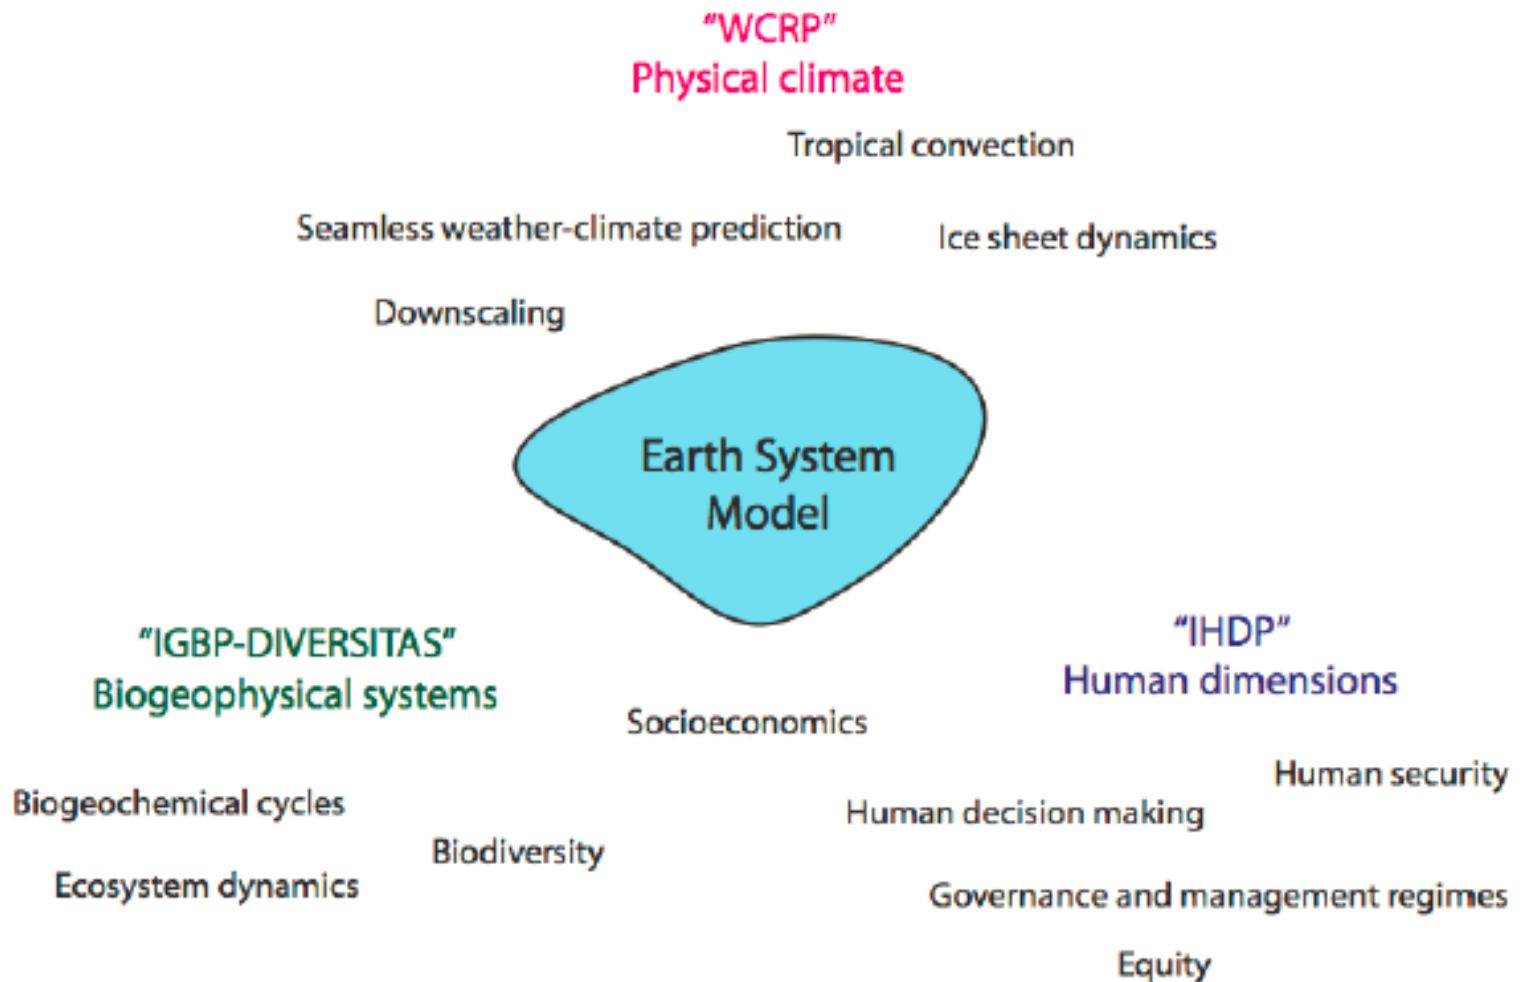 “WCRP”
Physical climate
Tropical convection
Seamless weather-climate prediction
Ice sheet dynamics
Downscaling
Earth System
Model
“IGBP-DIVERSITAS”
Biogeophysical systems
“IHDP”
Human dimensions
Socioeconomics
Human security
Biogeochemical cycles
Human decision making
Biodiversity
Ecosystem dynamics
Governance and management regimes
Equity